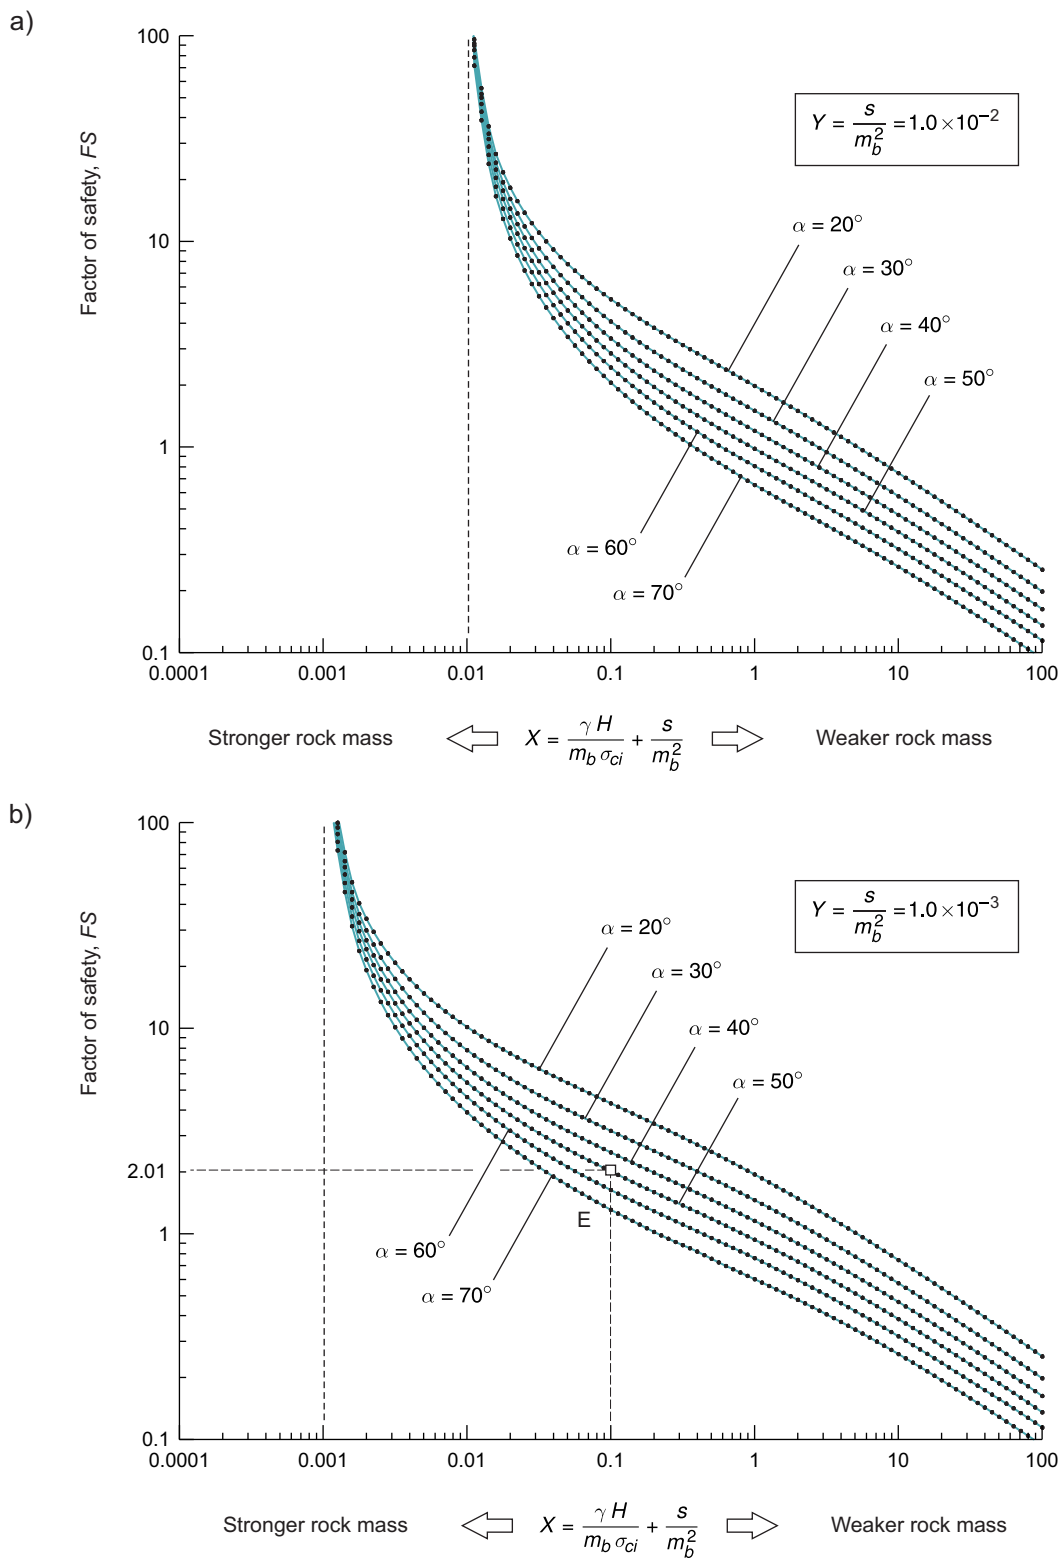 a)
100
10
1
0.1
Factor of safety, FS
Y = s / m_b^2 = 1.0 × 10^−2
α = 20°
α = 30°
α = 40°
α = 50°
α = 60°
α = 70°
0.0001 0.001 0.01 0.1 1 10 100
Stronger rock mass X = γ H / m_b σ_ci + s / m_b^2 Weaker rock mass
b)
100
10
2.01
1
0.1
Factor of safety, FS
Y = s / m_b^2 = 1.0 × 10^−3
α = 20°
α = 30°
α = 40°
α = 50°
E
α = 60°
α = 70°
0.0001 0.001 0.01 0.1 1 10 100
Stronger rock mass X = γ H / m_b σ_ci + s / m_b^2 Weaker rock mass